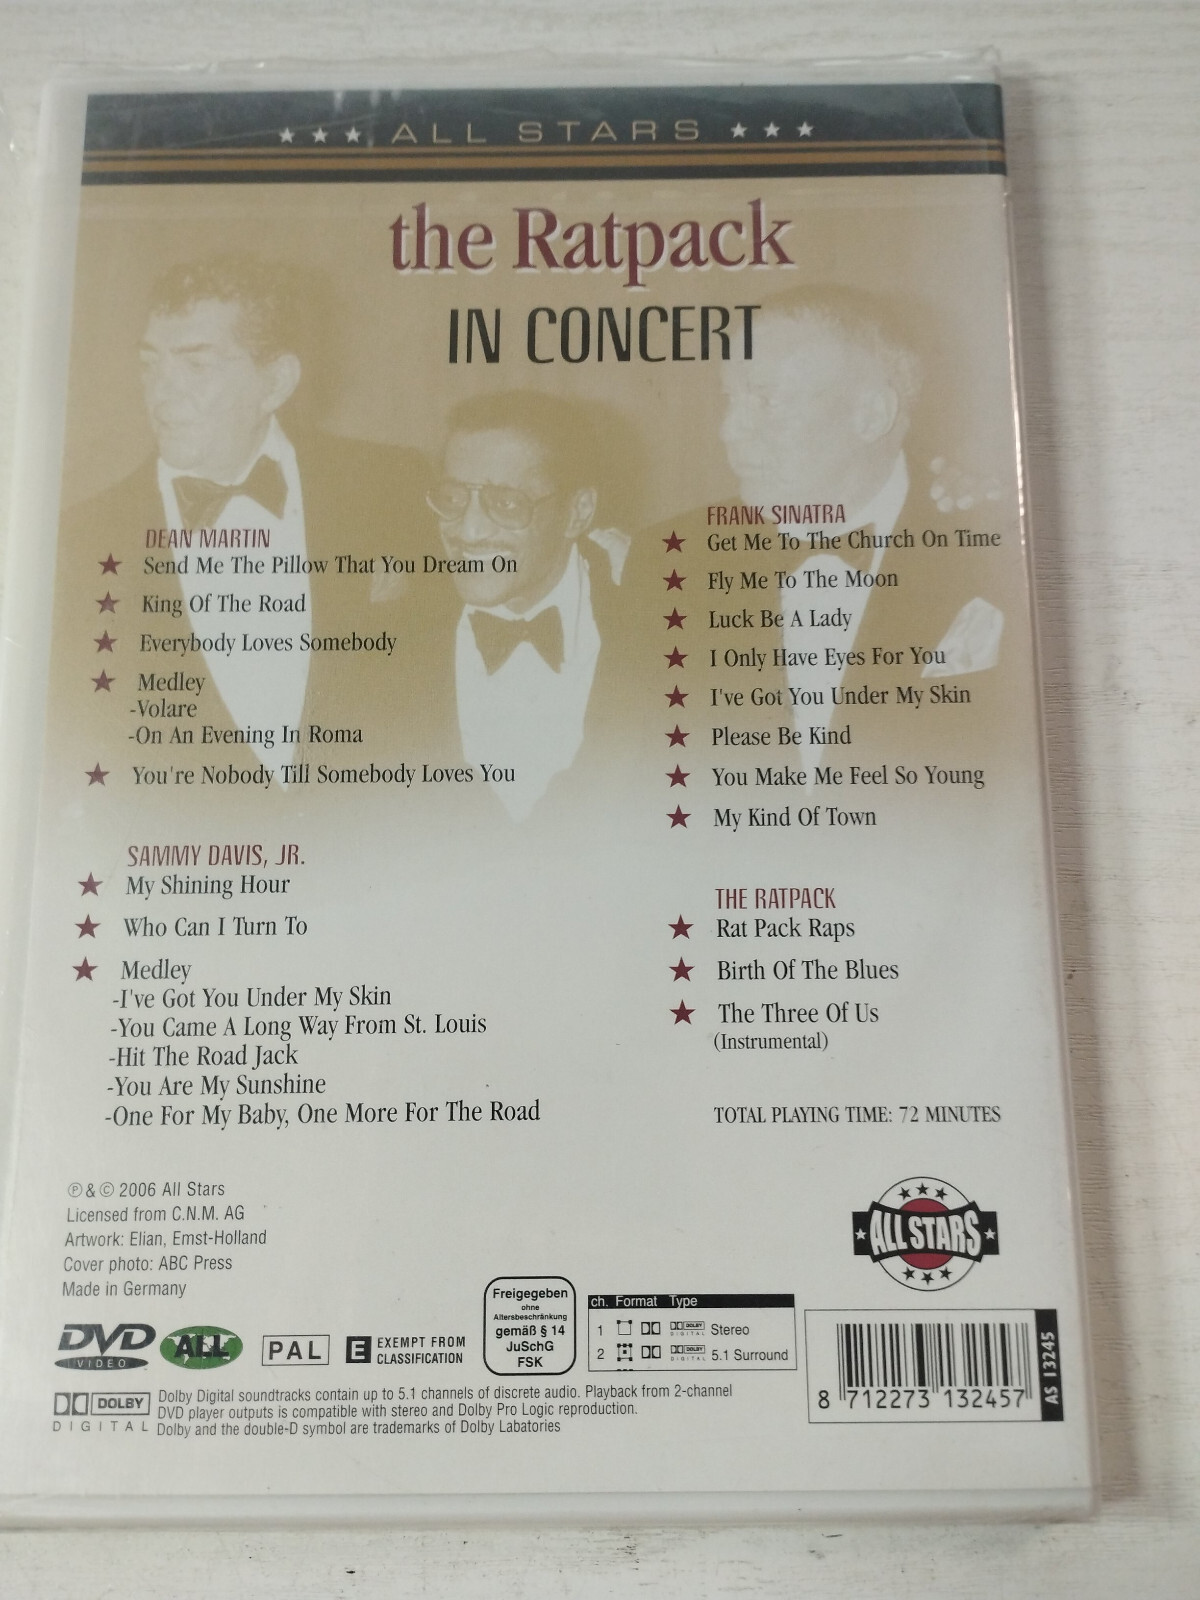 ★ ★ ★ ALL STARS ★ ★ ★
the Ratpack
IN CONCERT
DEAN MARTIN
★ Send Me The Pillow That You Dream On
★ King Of The Road
★ Everybody Loves Somebody
★ Medley
-Volare
-On An Evening In Roma
★ You're Nobody Till Somebody Loves You
SAMMY DAVIS, JR.
★ My Shining Hour
★ Who Can I Turn To
★ Medley
-I've Got You Under My Skin
-You Came A Long Way From St. Louis
-Hit The Road Jack
-You Are My Sunshine
-One For My Baby, One More For The Road
FRANK SINATRA
★ Get Me To The Church On Time
★ Fly Me To The Moon
★ Luck Be A Lady
★ I Only Have Eyes For You
★ I've Got You Under My Skin
★ Please Be Kind
★ You Make Me Feel So Young
★ My Kind Of Town
THE RATPACK
★ Rat Pack Raps
★ Birth Of The Blues
★ The Three Of Us
(Instrumental)
TOTAL PLAYING TIME: 72 MINUTES
℗ & © 2006 All Stars
Licensed from C.N.M. AG
Artwork: Elian, Emst-Holland
Cover photo: ABC Press
Made in Germany
ALL STARS
DVD
VIDEO
ALL
PAL
E EXEMPT FROM
CLASSIFICATION
Freigegeben
ohne
Altersbeschränkung
gemäß § 14
JuSchG
FSK
ch. Format Type
1 DOLBY DIGITAL Stereo
2 DOLBY DIGITAL 5.1 Surround
8 712273 132457
AS 13245
DOLBY
DIGITAL
Dolby Digital soundtracks contain up to 5.1 channels of discrete audio. Playback from 2-channel
DVD player outputs is compatible with stereo and Dolby Pro Logic reproduction.
Dolby and the double-D symbol are trademarks of Dolby Labatories